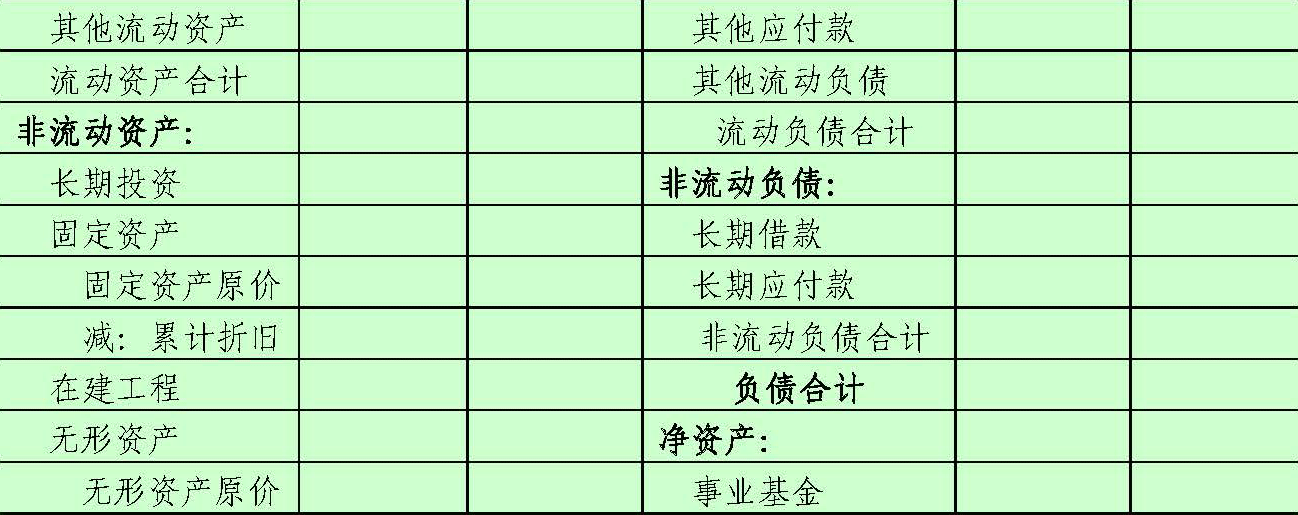 其他流动资产 其他应付款
流动资产合计 其他流动负债
非流动资产： 流动负债合计
长期投资 非流动负债：
固定资产 长期借款
固定资产原价 长期应付款
减：累计折旧 非流动负债合计
在建工程 负债合计
无形资产 净资产：
无形资产原价 事业基金